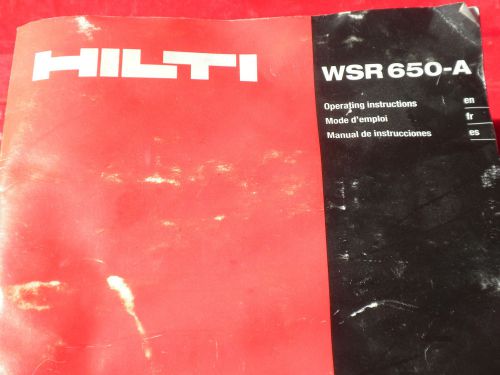 HILTI
WSR 650-A
Operating instructions en
Mode d'emploi fr
Manual de instrucciones es